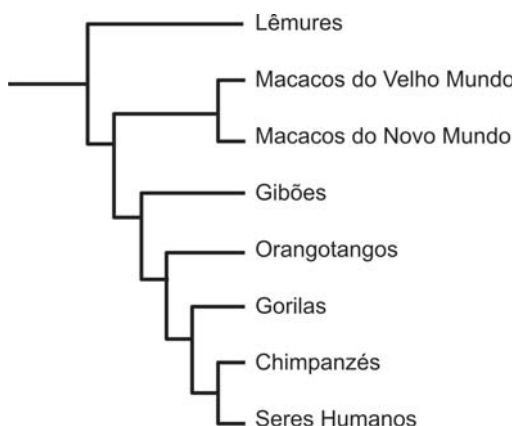 Lêmures
Macacos do Velho Mundo
Macacos do Novo Mundo
Gibões
Orangotangos
Gorilas
Chimpanzés
Seres Humanos